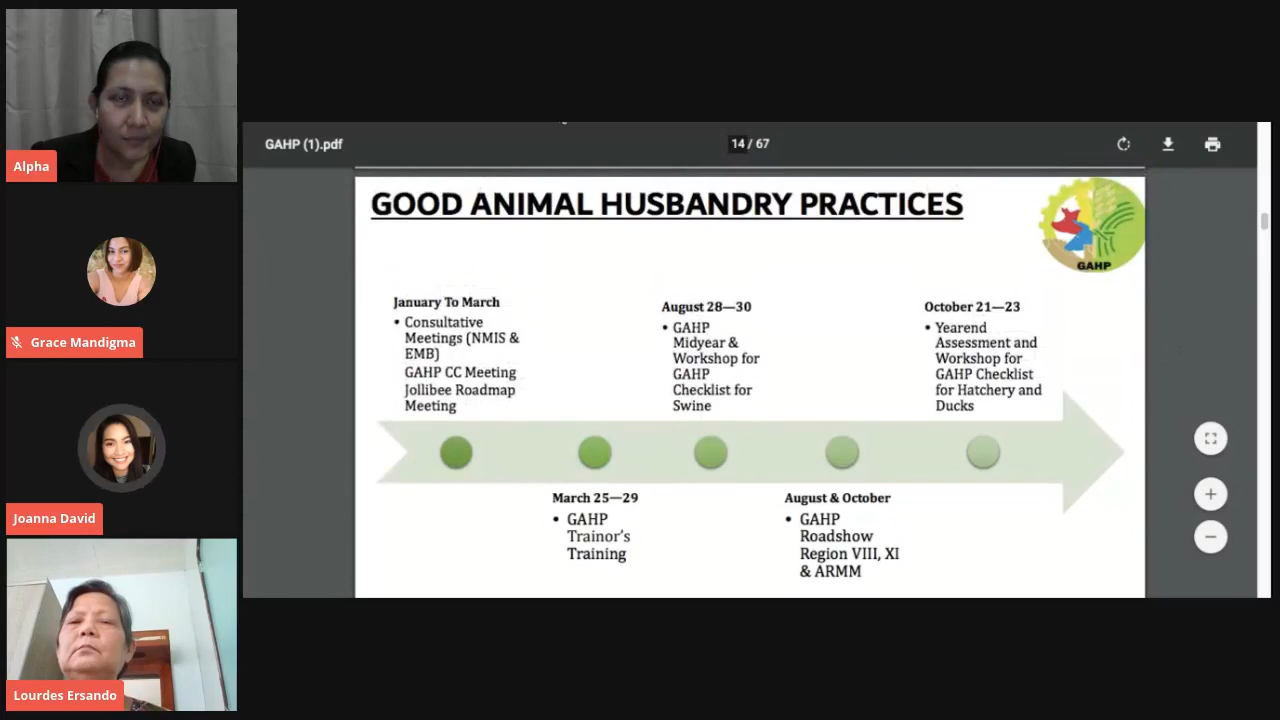 Alpha
Grace Mandigma
Joanna David
Lourdes Ersando
GAHP (1).pdf
14 / 67
GOOD ANIMAL HUSBANDRY PRACTICES
GAHP
January To March
• Consultative
Meetings (NMIS &
EMB)
GAHP CC Meeting
Jollibee Roadmap
Meeting
March 25—29
• GAHP
Trainor's
Training
August 28—30
• GAHP
Midyear &
Workshop for
GAHP
Checklist for
Swine
August & October
• GAHP
Roadshow
Region VIII, XI
& ARMM
October 21—23
• Yearend
Assessment and
Workshop for
GAHP Checklist
for Hatchery and
Ducks